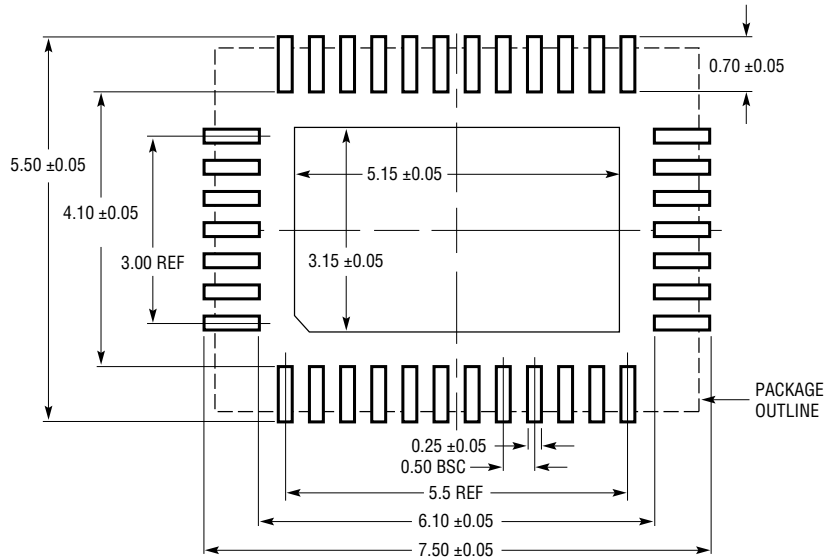 0.70 ±0.05
5.50 ±0.05
5.15 ±0.05
4.10 ±0.05
3.00 REF
3.15 ±0.05
PACKAGE
OUTLINE
0.25 ±0.05
0.50 BSC
5.5 REF
6.10 ±0.05
7.50 ±0.05